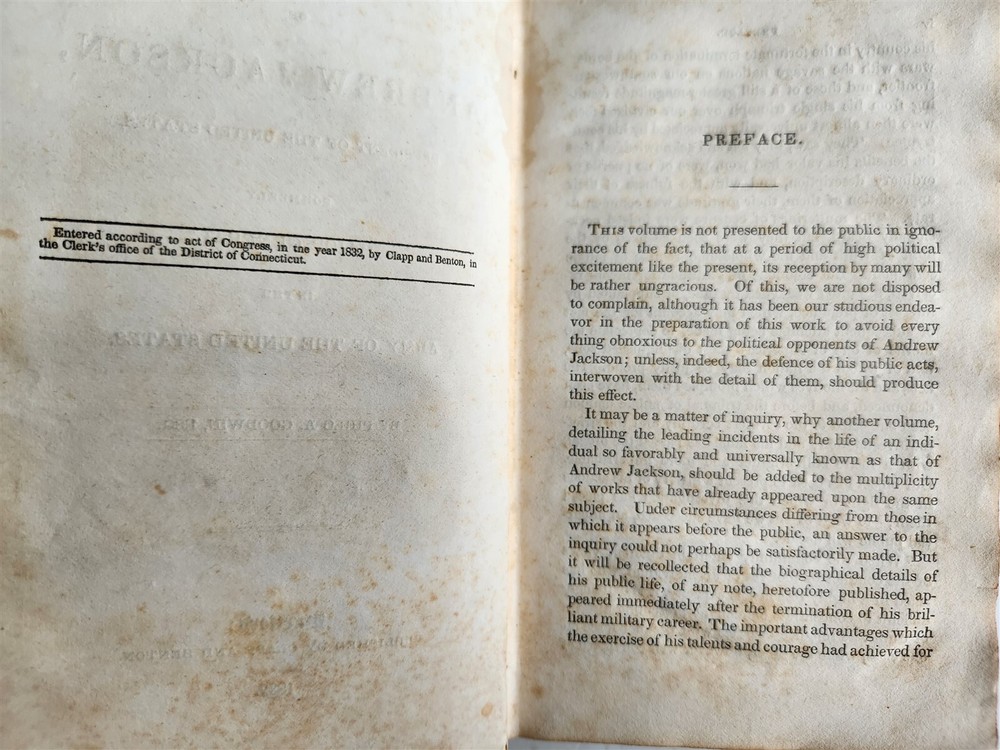 Entered according to act of Congress, in the year 1832, by Clapp and Benton, in
the Clerk's office of the District of Connecticut.
PREFACE.
THIS volume is not presented to the public in igno-
rance of the fact, that at a period of high political
excitement like the present, its reception by many will
be rather ungracious. Of this, we are not disposed
to complain, although it has been our studious endea-
vor in the preparation of this work to avoid every
thing obnoxious to the political opponents of Andrew
Jackson; unless, indeed, the defence of his public acts,
interwoven with the detail of them, should produce
this effect.
It may be a matter of inquiry, why another volume,
detailing the leading incidents in the life of an indi-
dual so favorably and universally known as that of
Andrew Jackson, should be added to the multiplicity
of works that have already appeared upon the same
subject. Under circumstances differing from those in
which it appears before the public, an answer to the
inquiry could not perhaps be satisfactorily made. But
it will be recollected that the biographical details of
his public life, of any note, heretofore published, ap-
peared immediately after the termination of his bril-
liant military career. The important advantages which
the exercise of his talents and courage had achieved for